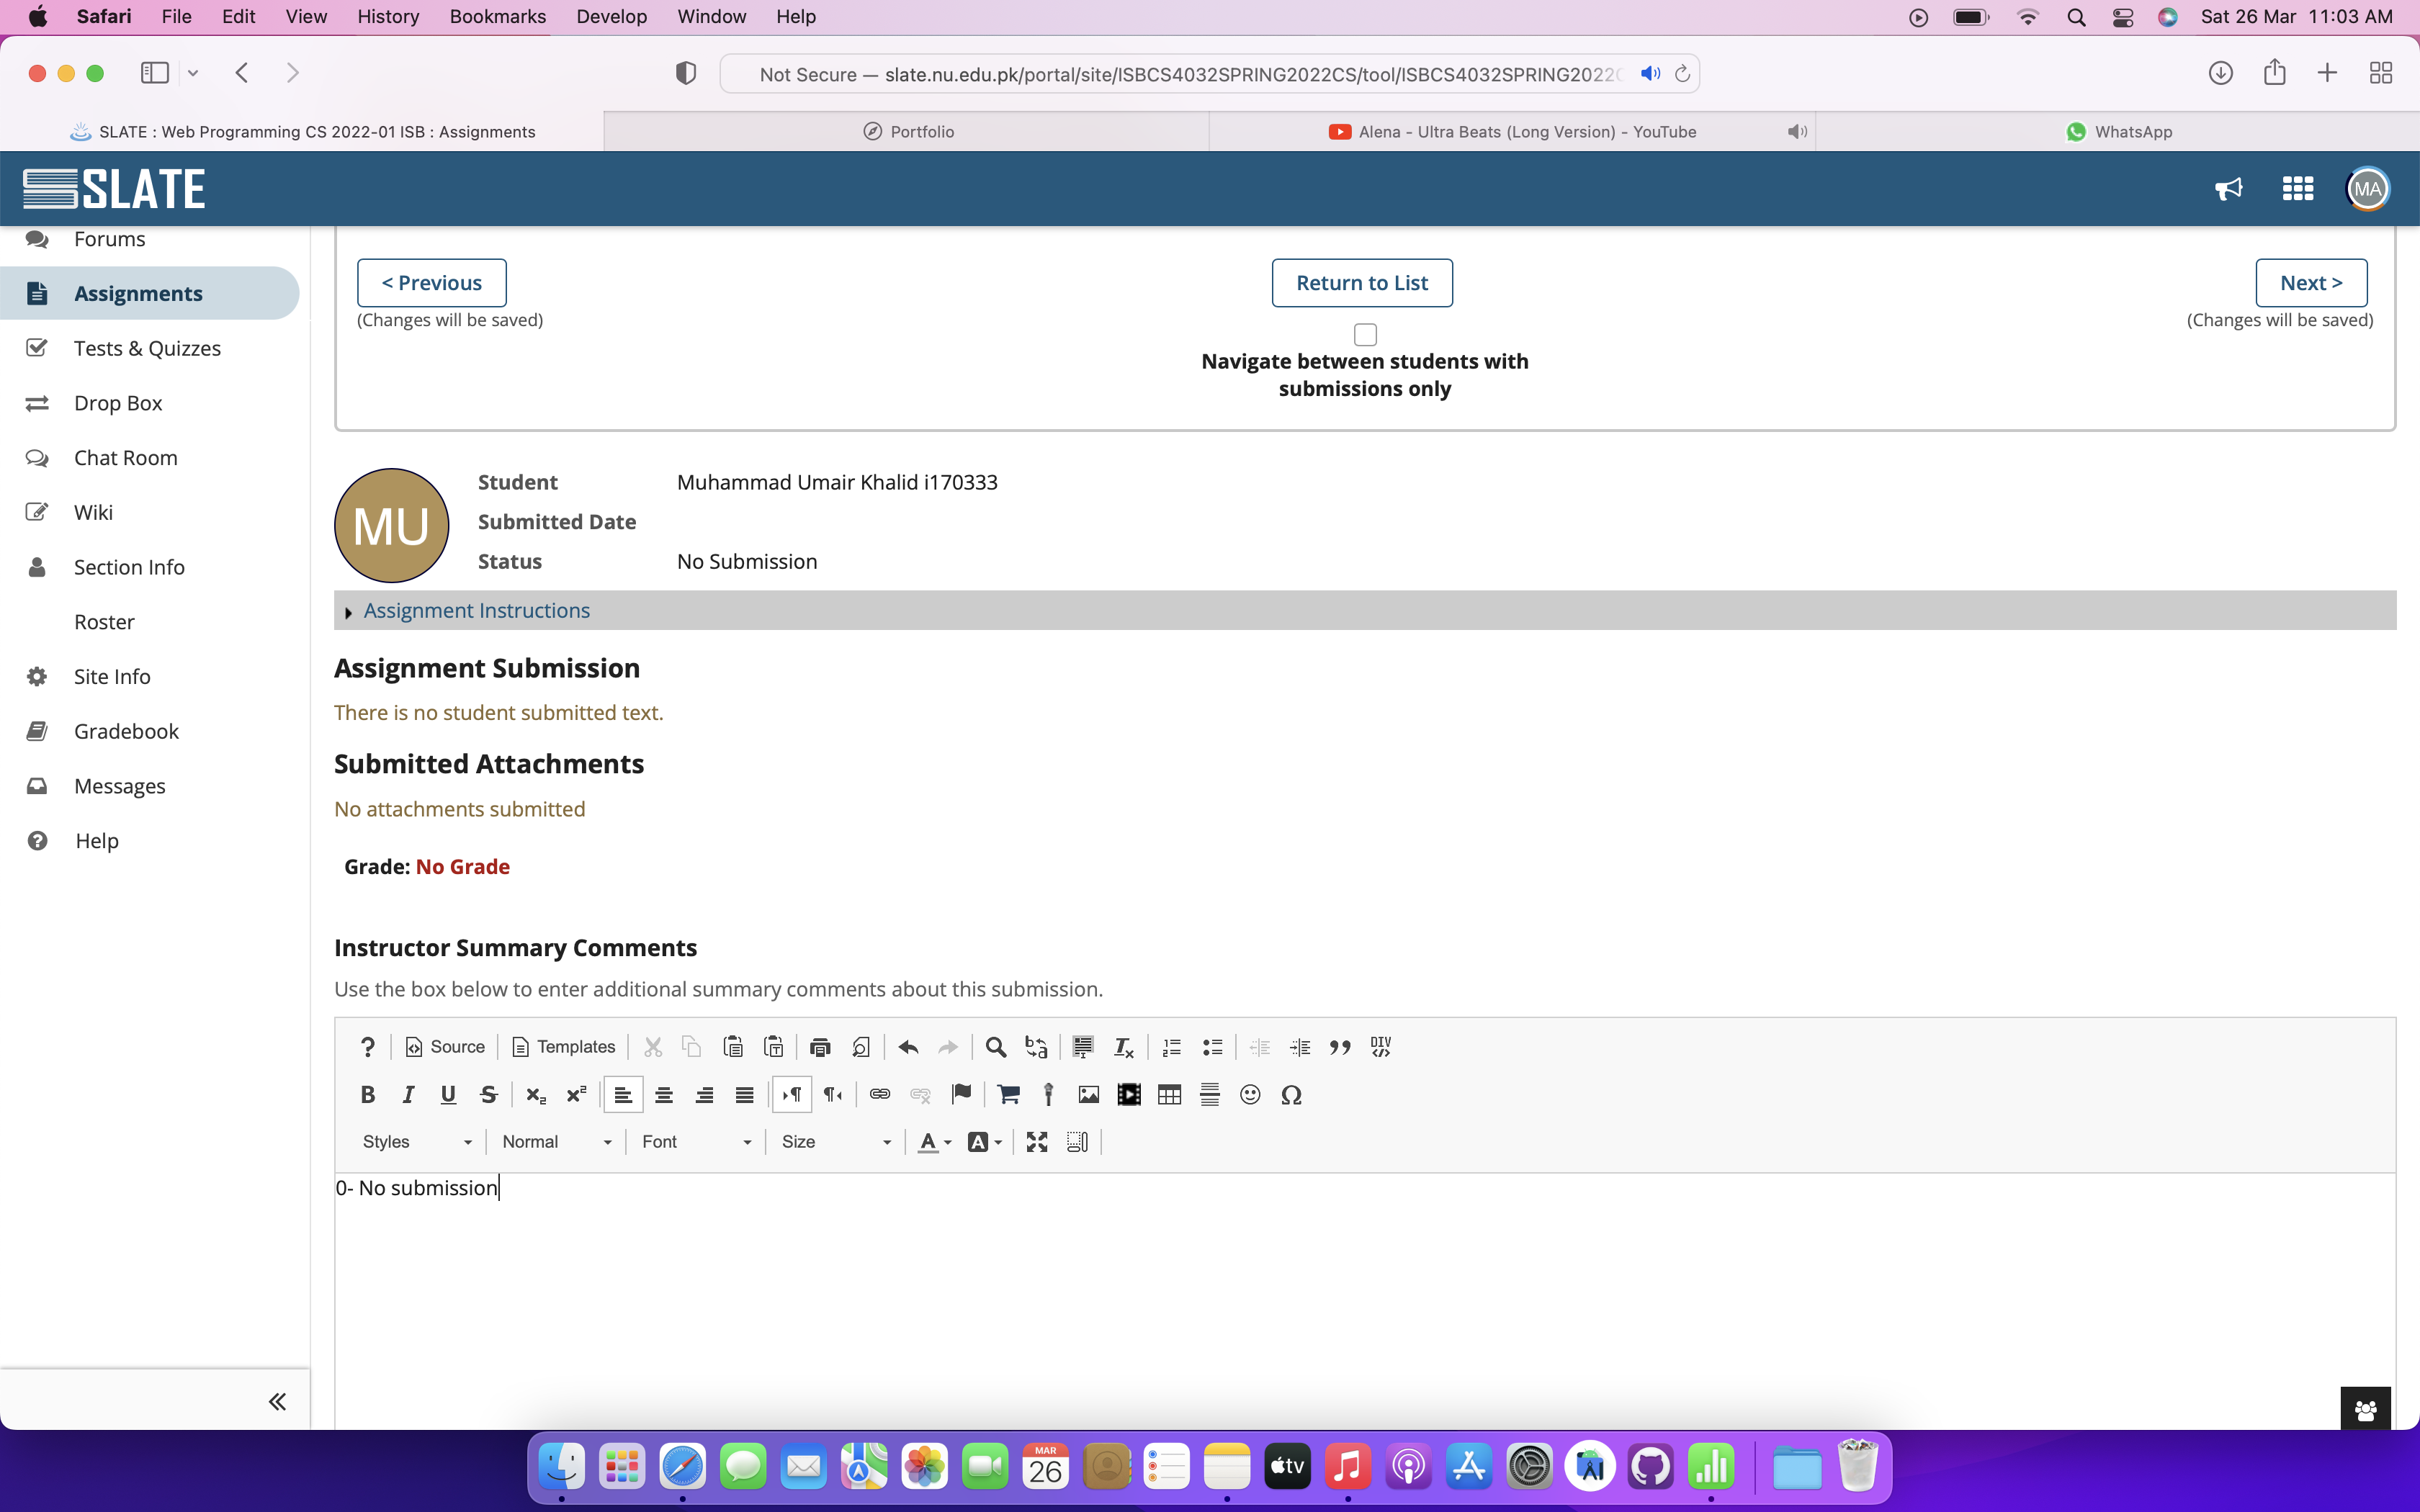 Safari File Edit View History Bookmarks Develop Window Help Sat 26 Mar 11:03 AM
Not Secure — slate.nu.edu.pk/portal/site/ISBCS4032SPRING2022CS/tool/ISBCS4032SPRING2022
SLATE : Web Programming CS 2022-01 ISB : Assignments
Portfolio
Alena - Ultra Beats (Long Version) - YouTube
WhatsApp
SLATE
MA
Forums
Assignments
Tests & Quizzes
Drop Box
Chat Room
Wiki
Section Info
Roster
Site Info
Gradebook
Messages
Help
< Previous
(Changes will be saved)
Return to List
Navigate between students with
submissions only
Next >
(Changes will be saved)
MU
Student Muhammad Umair Khalid i170333
Submitted Date
Status No Submission
Assignment Instructions
Assignment Submission
There is no student submitted text.
Submitted Attachments
No attachments submitted
Grade: No Grade
Instructor Summary Comments
Use the box below to enter additional summary comments about this submission.
? Source Templates DIV
B I U S x₂ x² Ω
Styles Normal Font Size A A
0- No submission
MAR
26
tv